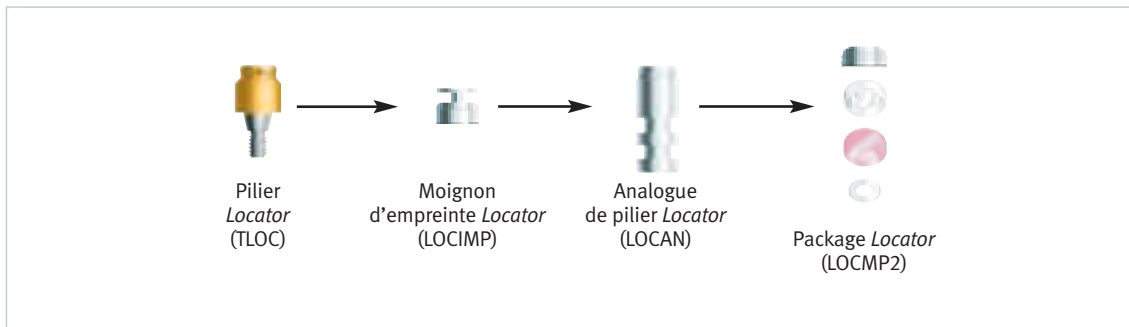 Pilier
Locator
(TLOC)
Moignon
d’empreinte Locator
(LOCIMP)
Analogue
de pilier Locator
(LOCAN)
Package Locator
(LOCMP2)